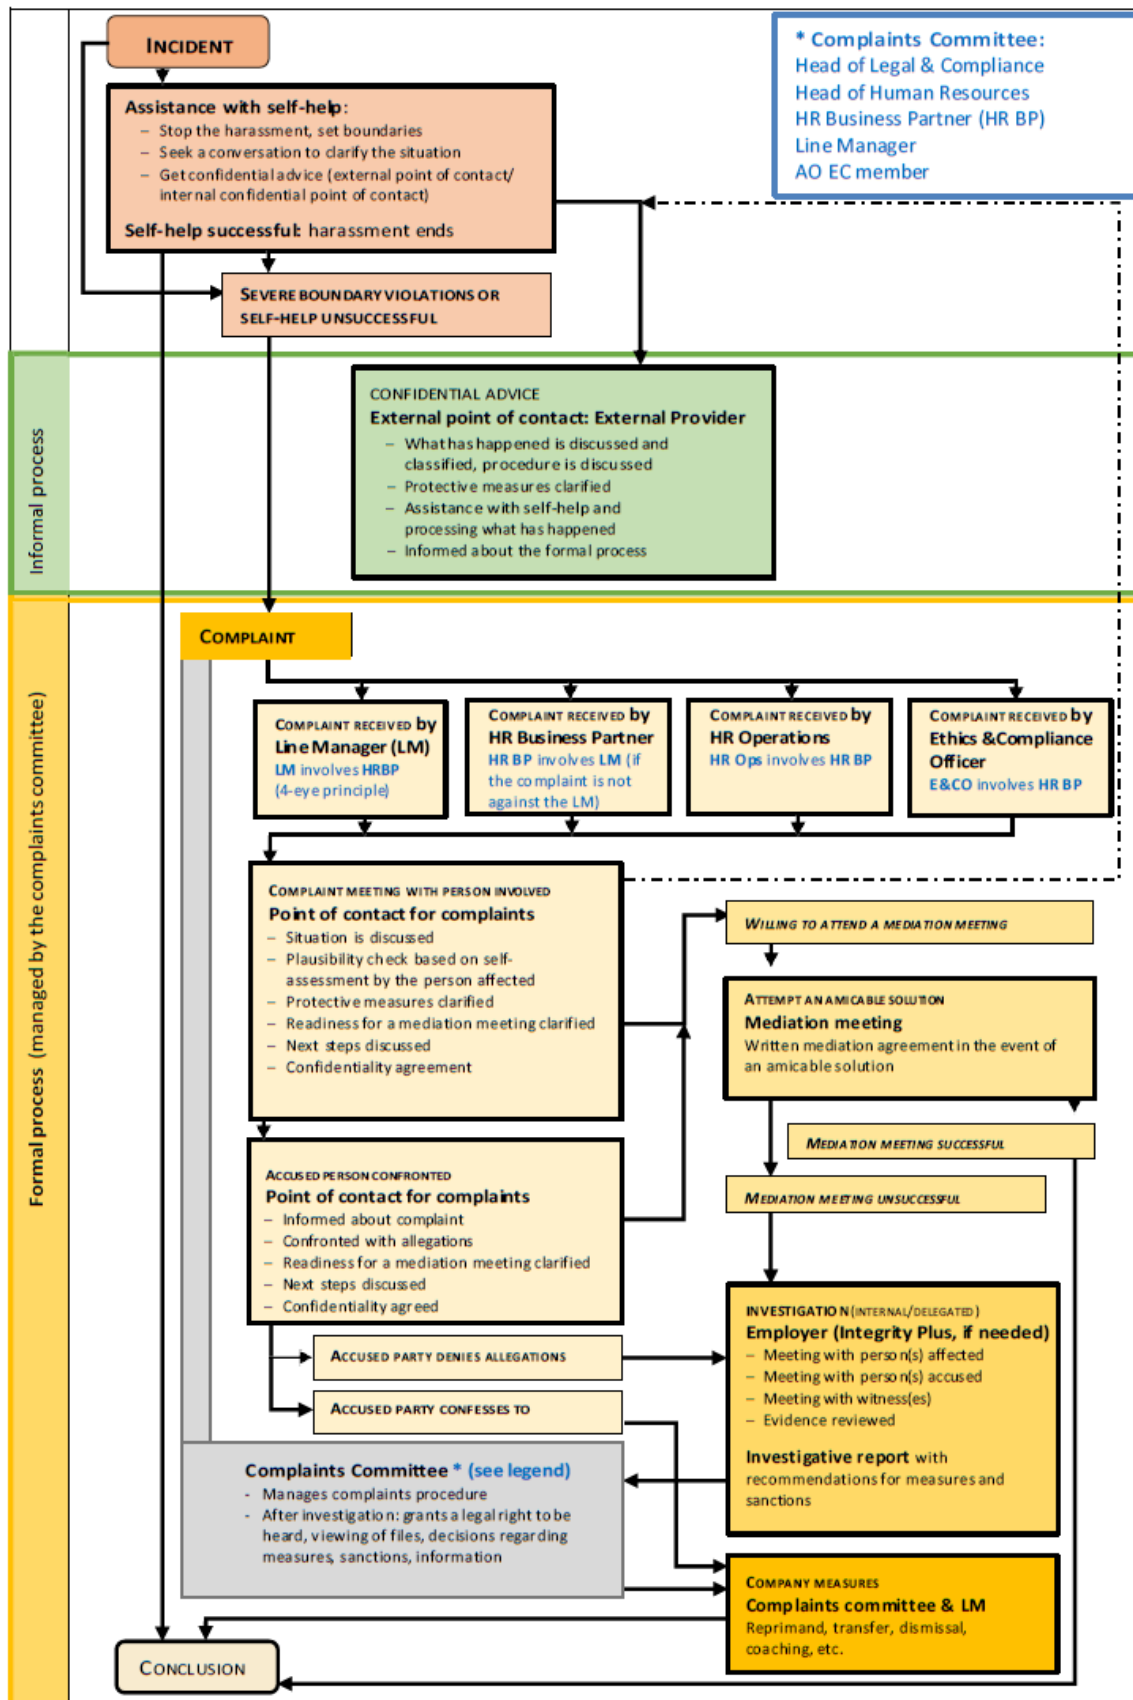 INCIDENT
* Complaints Committee:
Head of Legal & Compliance
Head of Human Resources
HR Business Partner (HR BP)
Line Manager
AO EC member
Assistance with self-help:
– Stop the harassment, set boundaries
– Seek a conversation to clarify the situation
– Get confidential advice (external point of contact/
internal confidential point of contact)
Self-help successful: harassment ends
SEVERE BOUNDARY VIOLATIONS OR
SELF-HELP UNSUCCESSFUL
Informal process
CONFIDENTIAL ADVICE
External point of contact: External Provider
– What has happened is discussed and
classified, procedure is discussed
– Protective measures clarified
– Assistance with self-help and
processing what has happened
– Informed about the formal process
Formal process (managed by the complaints committee)
COMPLAINT
COMPLAINT RECEIVED by
Line Manager (LM)
LM involves HRBP
(4-eye principle)
COMPLAINT RECEIVED by
HR Business Partner
HR BP involves LM (if
the complaint is not
against the LM)
COMPLAINT RECEIVED by
HR Operations
HR Ops involves HR BP
COMPLAINT RECEIVED by
Ethics &Compliance
Officer
E&CO involves HR BP
COMPLAINT MEETING WITH PERSON INVOLVED
Point of contact for complaints
– Situation is discussed
– Plausibility check based on self-
assessment by the person affected
– Protective measures clarified
– Readiness for a mediation meeting clarified
– Next steps discussed
– Confidentiality agreement
WILLING TO ATTEND A MEDIATION MEETING
ATTEMPT AN AMICABLE SOLUTION
Mediation meeting
Written mediation agreement in the event of
an amicable solution
MEDIATION MEETING SUCCESSFUL
MEDIATION MEETING UNSUCCESSFUL
ACCUSED PERSON CONFRONTED
Point of contact for complaints
– Informed about complaint
– Confronted with allegations
– Readiness for a mediation meeting clarified
– Next steps discussed
– Confidentiality agreed
ACCUSED PARTY DENIES ALLEGATIONS
ACCUSED PARTY CONFESSES TO
INVESTIGATION (INTERNAL/DELEGATED)
Employer (Integrity Plus, if needed)
– Meeting with person(s) affected
– Meeting with person(s) accused
– Meeting with witness(es)
– Evidence reviewed
Investigative report with
recommendations for measures and
sanctions
Complaints Committee * (see legend)
- Manages complaints procedure
- After investigation: grants a legal right to be
heard, viewing of files, decisions regarding
measures, sanctions, information
COMPANY MEASURES
Complaints committee & LM
Reprimand, transfer, dismissal,
coaching, etc.
CONCLUSION